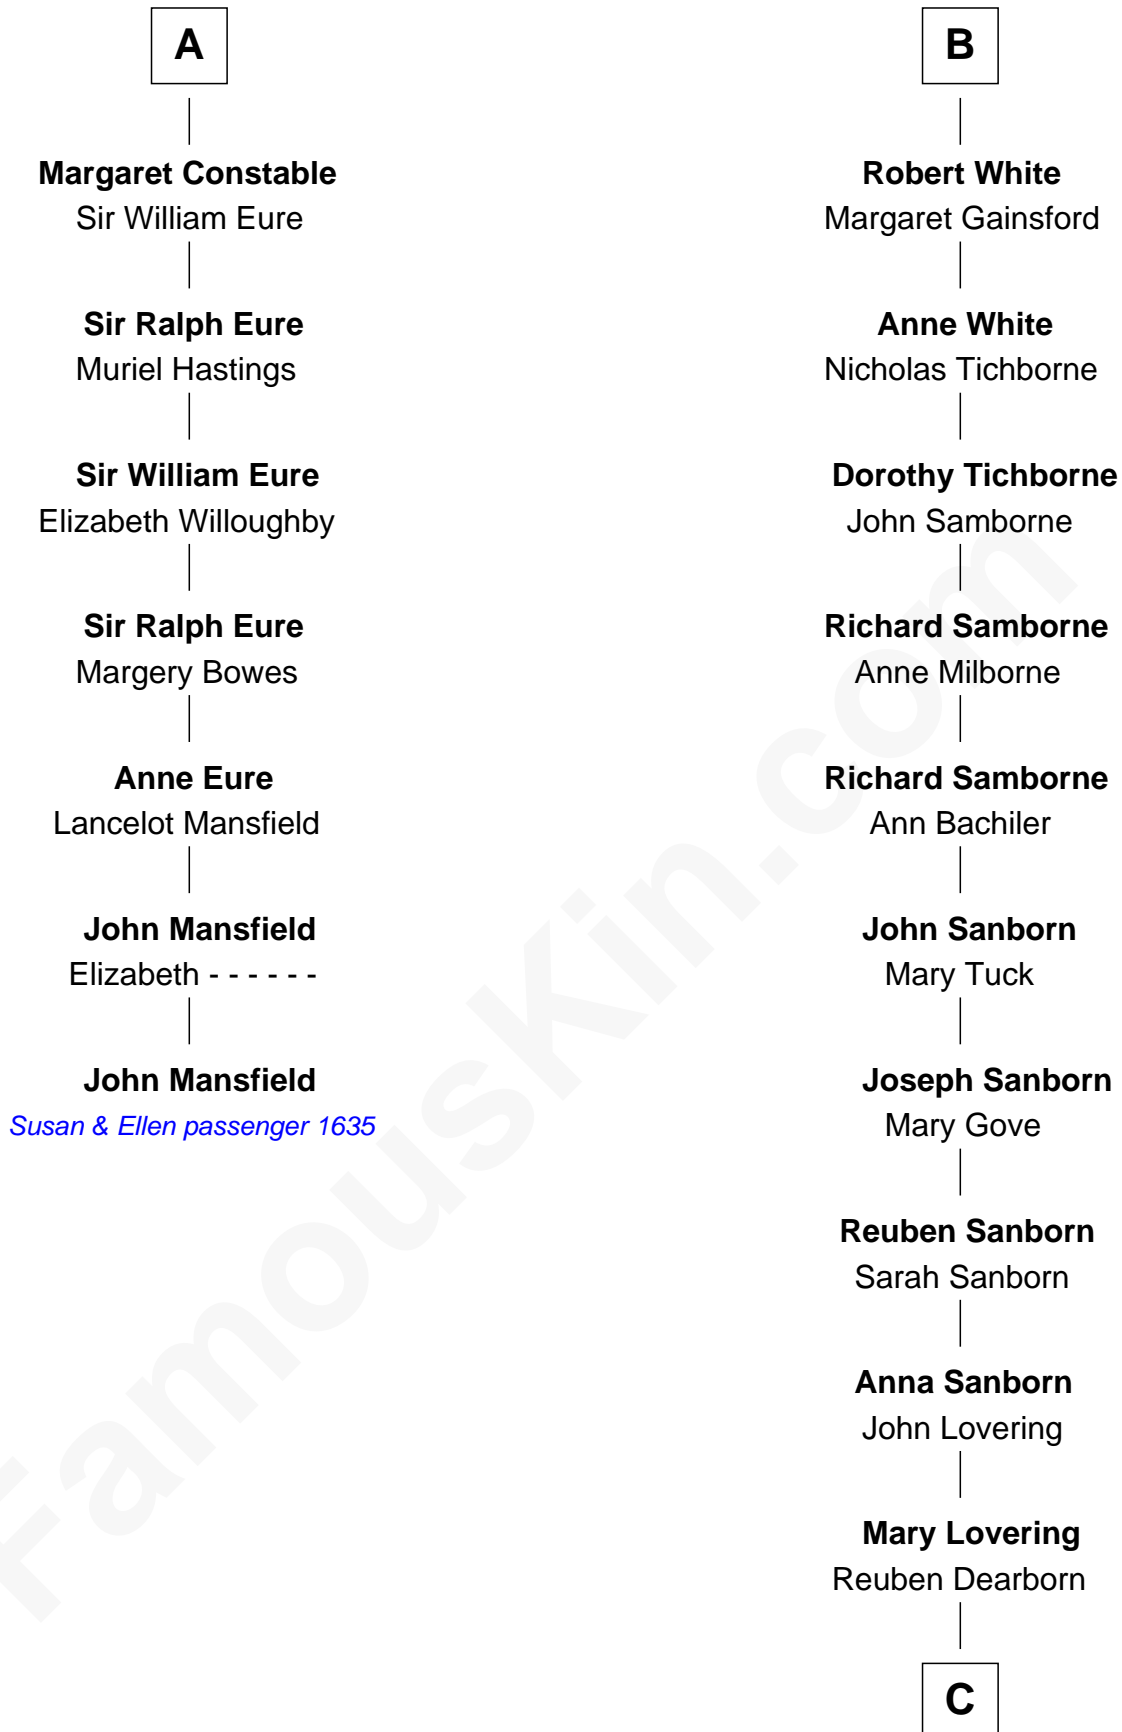 A
Margaret Constable
Sir William Eure
Sir Ralph Eure
Muriel Hastings
Sir William Eure
Elizabeth Willoughby
Sir Ralph Eure
Margery Bowes
Anne Eure
Lancelot Mansfield
John Mansfield
Elizabeth - - - - - -
John Mansfield
Susan & Ellen passenger 1635
B
Robert White
Margaret Gainsford
Anne White
Nicholas Tichborne
Dorothy Tichborne
John Samborne
Richard Samborne
Anne Milborne
Richard Samborne
Ann Bachiler
John Sanborn
Mary Tuck
Joseph Sanborn
Mary Gove
Reuben Sanborn
Sarah Sanborn
Anna Sanborn
John Lovering
Mary Lovering
Reuben Dearborn
C
FamousKin.com